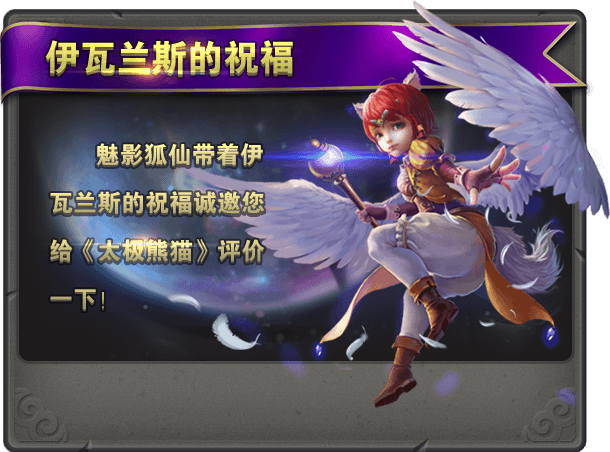 伊瓦兰斯的祝福
魅影狐仙带着伊
瓦兰斯的祝福诚邀您
给《太极熊猫》评价
一下!